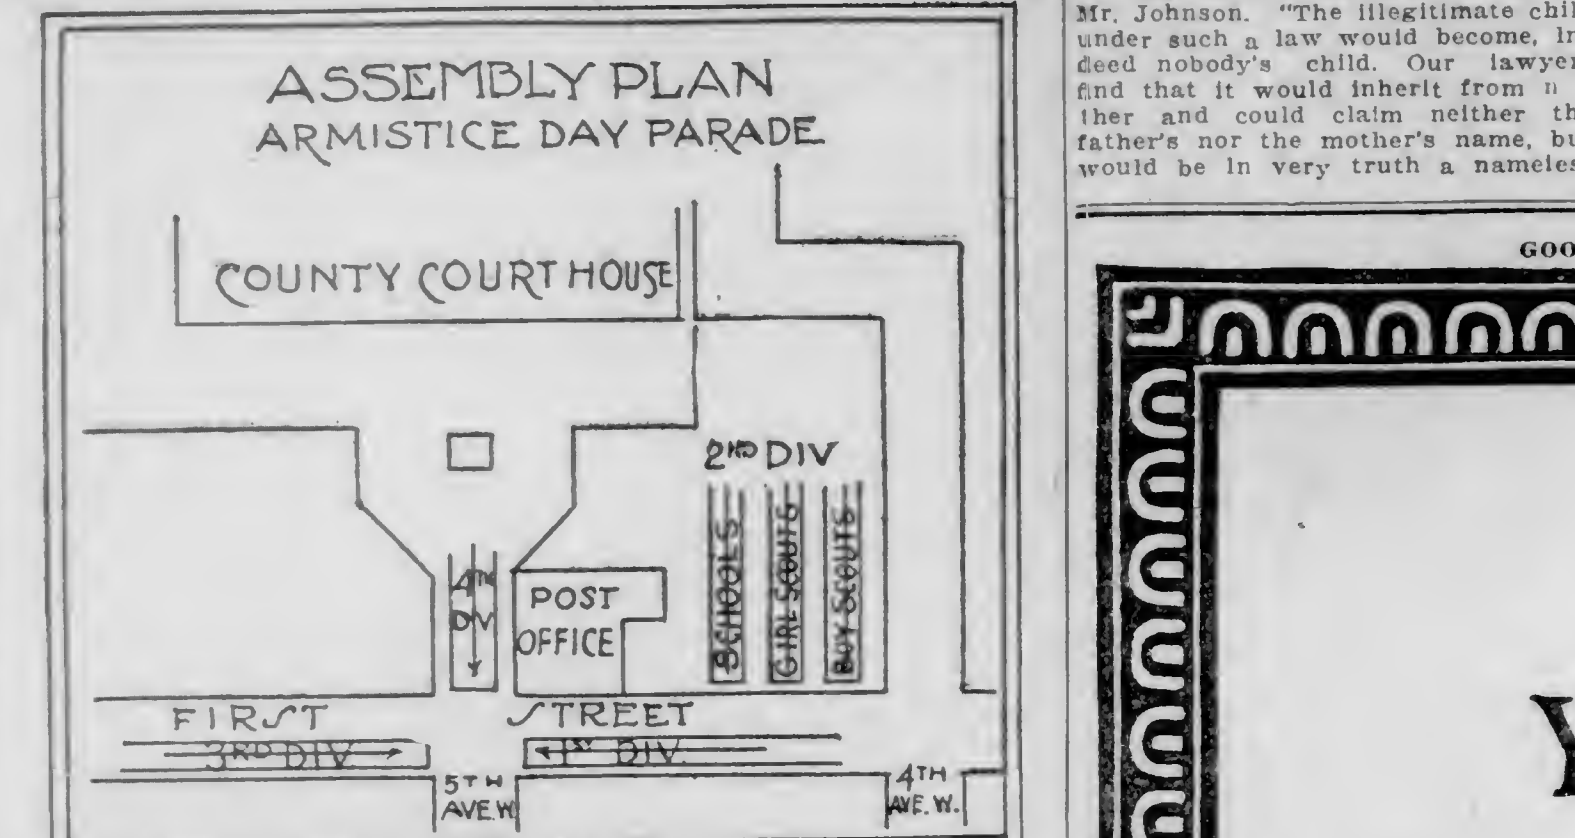 ASSEMBLY PLAN
ARMISTICE DAY PARADE
COUNTY COURT HOUSE
2ND DIV
SCHOOLS
GIRL SCOUTS
BOY SCOUTS
4TH
DIV
POST
OFFICE
FIRST STREET
3RD DIV
1ST DIV
5TH
AVE. W
4TH
AVE. W.
Mr. Johnson. "The illegitimate chil
under such a law would become, in
deed nobody's child. Our lawyer
find that it would inherit from n
ther and could claim neither th
father's nor the mother's name, bu
would be in very truth a nameles
GOO
Y